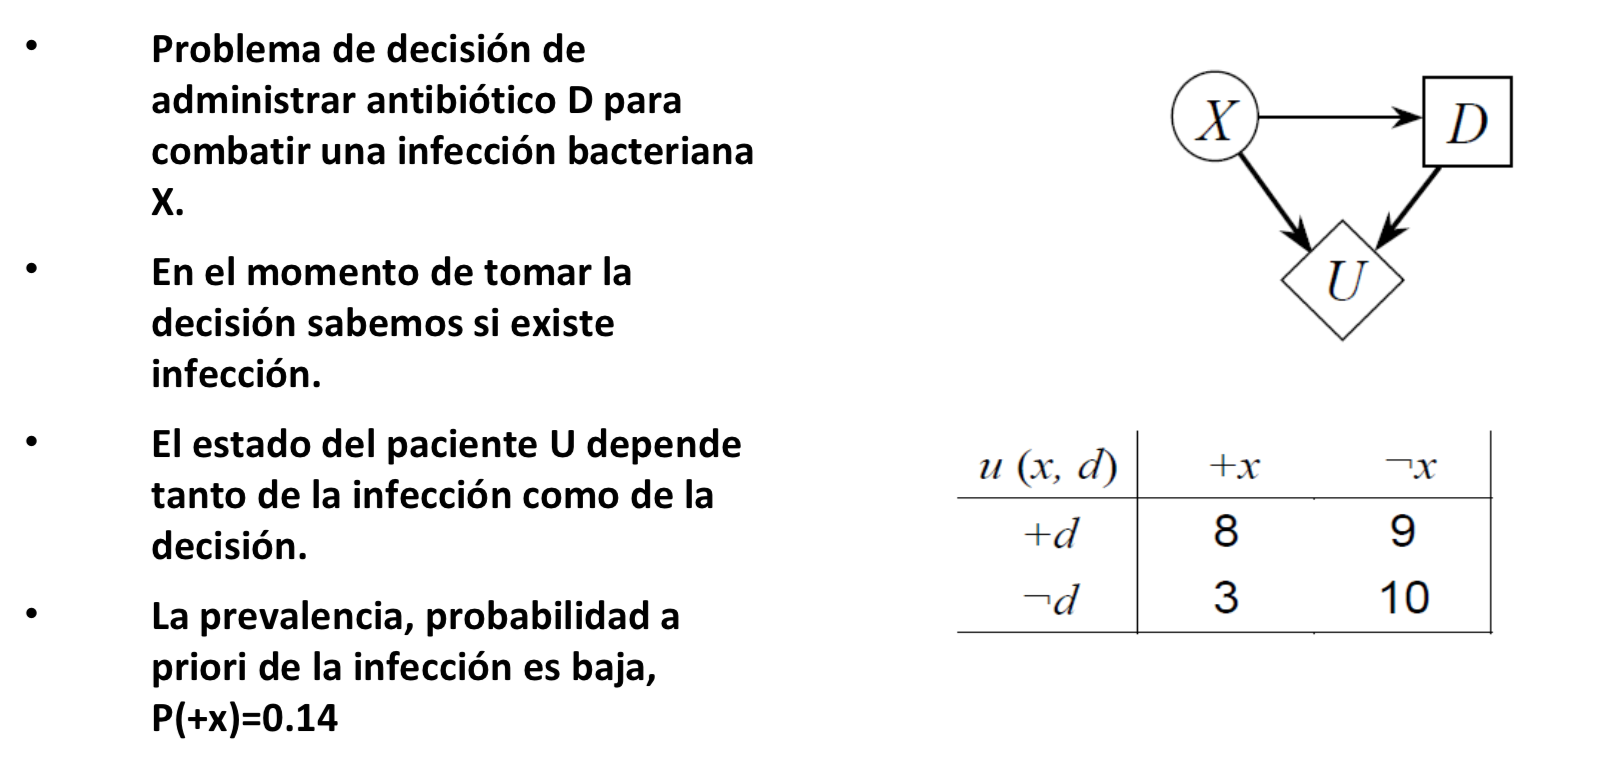 • Problema de decisión de
administrar antibiótico D para
combatir una infección bacteriana
X.
• En el momento de tomar la
decisión sabemos si existe
infección.
• El estado del paciente U depende
tanto de la infección como de la
decisión.
• La prevalencia, probabilidad a
priori de la infección es baja,
P(+x)=0.14
X D
U
u (x, d) +x ¬x
+d 8 9
¬d 3 10